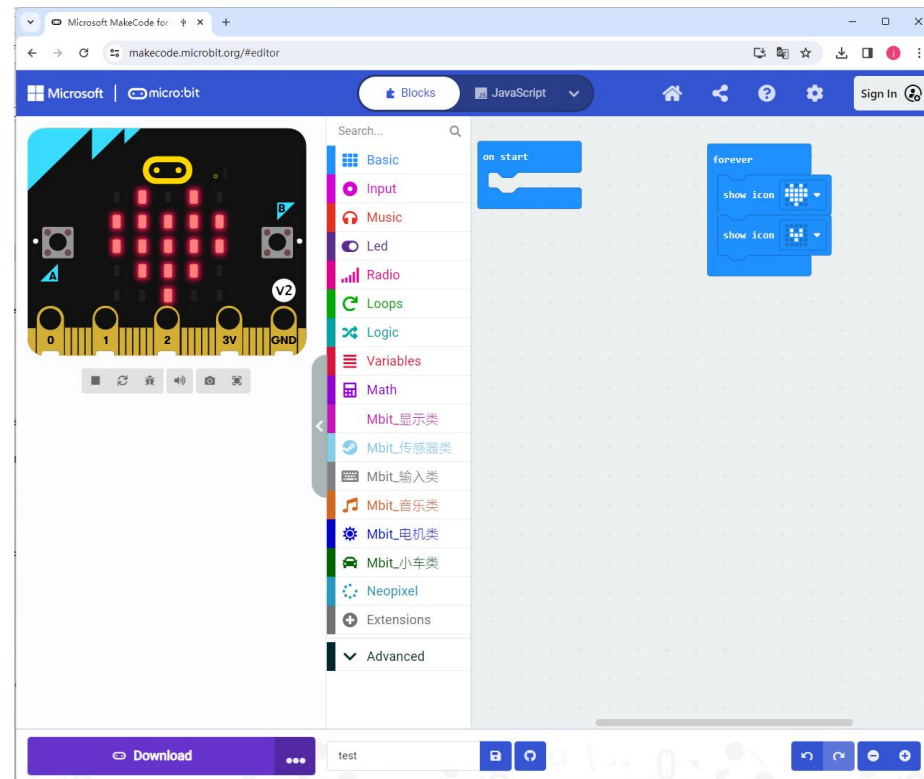 Microsoft MakeCode for
makecode.microbit.org/#editor
Microsoft
micro:bit
Blocks
JS JavaScript
Sign In
B
A
V2
0 1 2 3V GND
Search...
Basic
Input
Music
Led
Radio
Loops
Logic
Variables
Math
Mbit_显示类
Mbit_传感器类
Mbit_输入类
Mbit_音乐类
Mbit_电机类
Mbit_小车类
Neopixel
Extensions
Advanced
on start
forever
show icon
show icon
Download
test